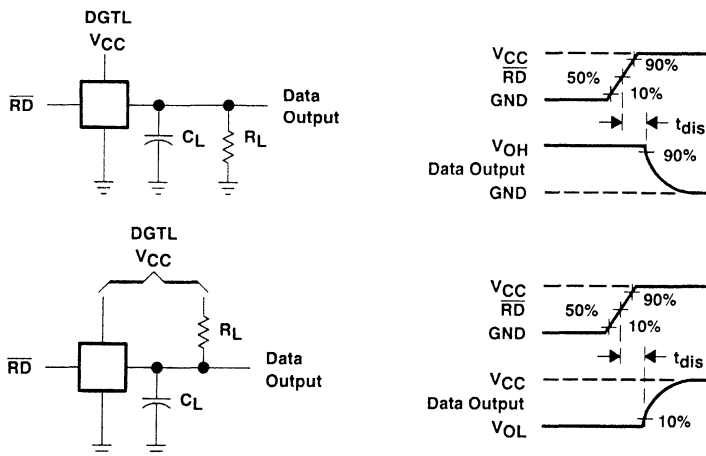 DGTL
VCC
RD
CL
RL
Data
Output
VCC
RD
GND
50%
90%
10%
tdis
VOH
Data Output
GND
90%
DGTL
VCC
RD
RL
CL
Data
Output
VCC
RD
GND
50%
90%
10%
tdis
VCC
Data Output
VOL
10%